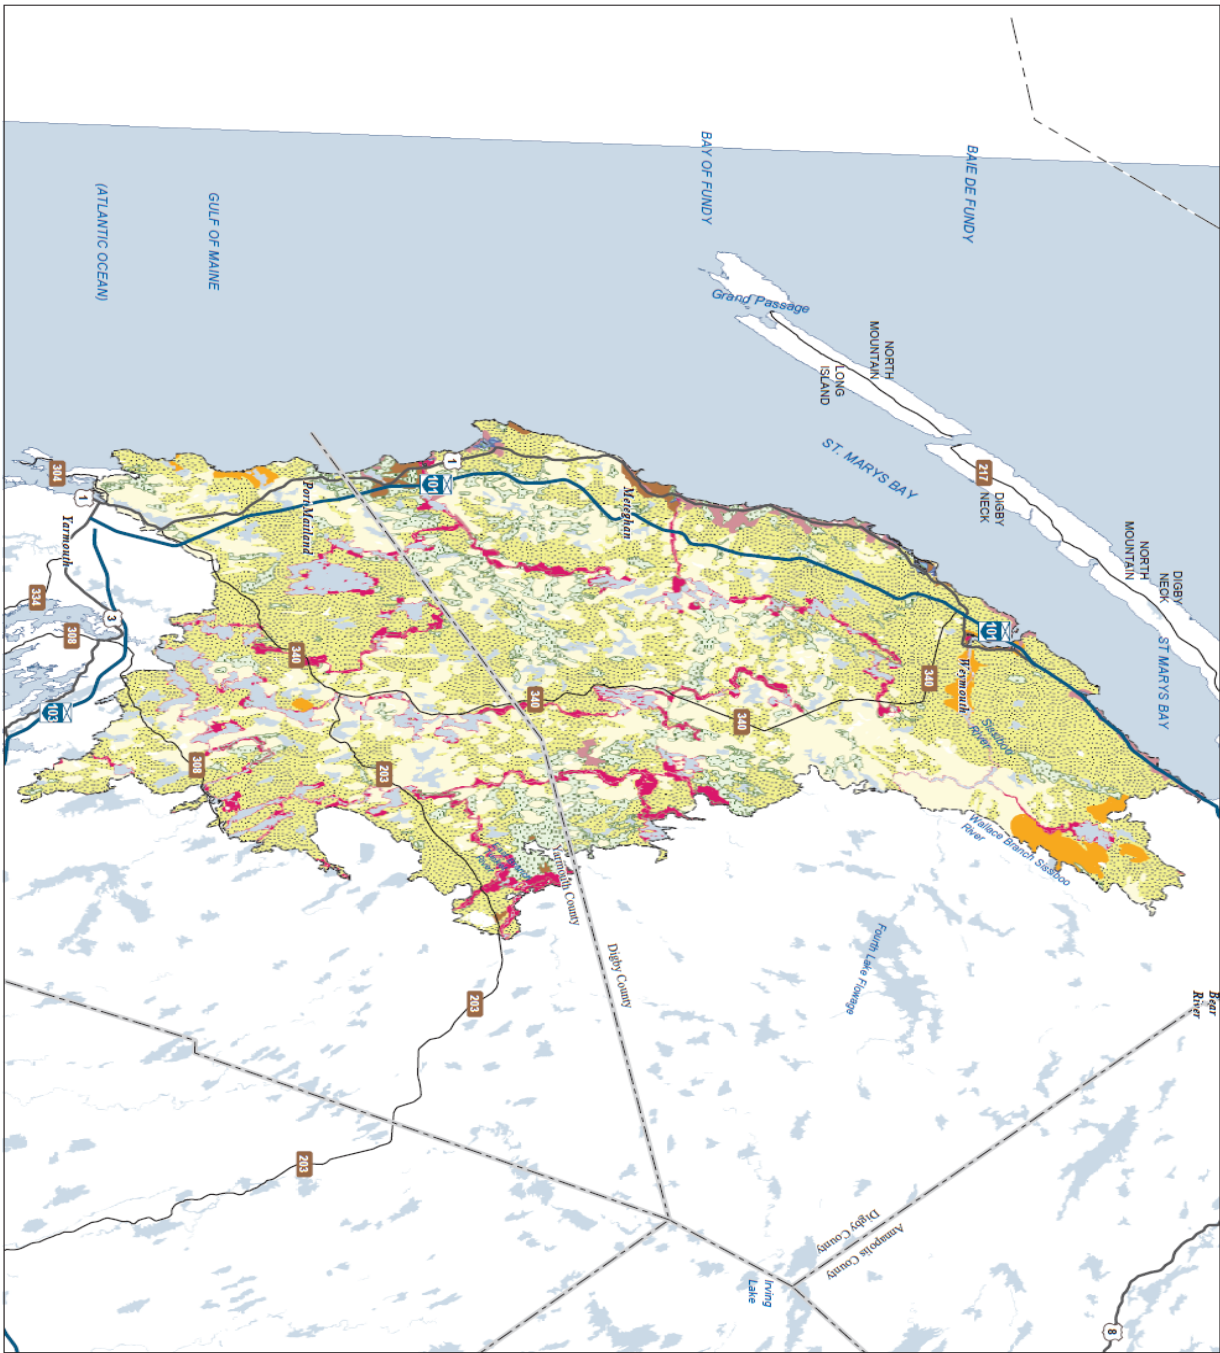 BAY OF FUNDY
BAIE DE FUNDY
(ATLANTIC OCEAN)
GULF OF MAINE
Grand Passage
NORTH
MOUNTAIN
LONG
ISLAND
ST. MARYS BAY
217
DIGBY
NECK
NORTH
MOUNTAIN
DIGBY
NECK
ST MARYS BAY
304
1
Yarmouth
334
308
3
103
Port Maitland
101
1
Meteghan
101
Weymouth
340
340
340
340
Sissiboo
River
308
203
Wallace Branch Sissiboo
River
Yarmouth County
Digby County
Fourth Lake Flowage
Bear
River
203
203
Digby County
Annapolis County
Irving
Lake
8